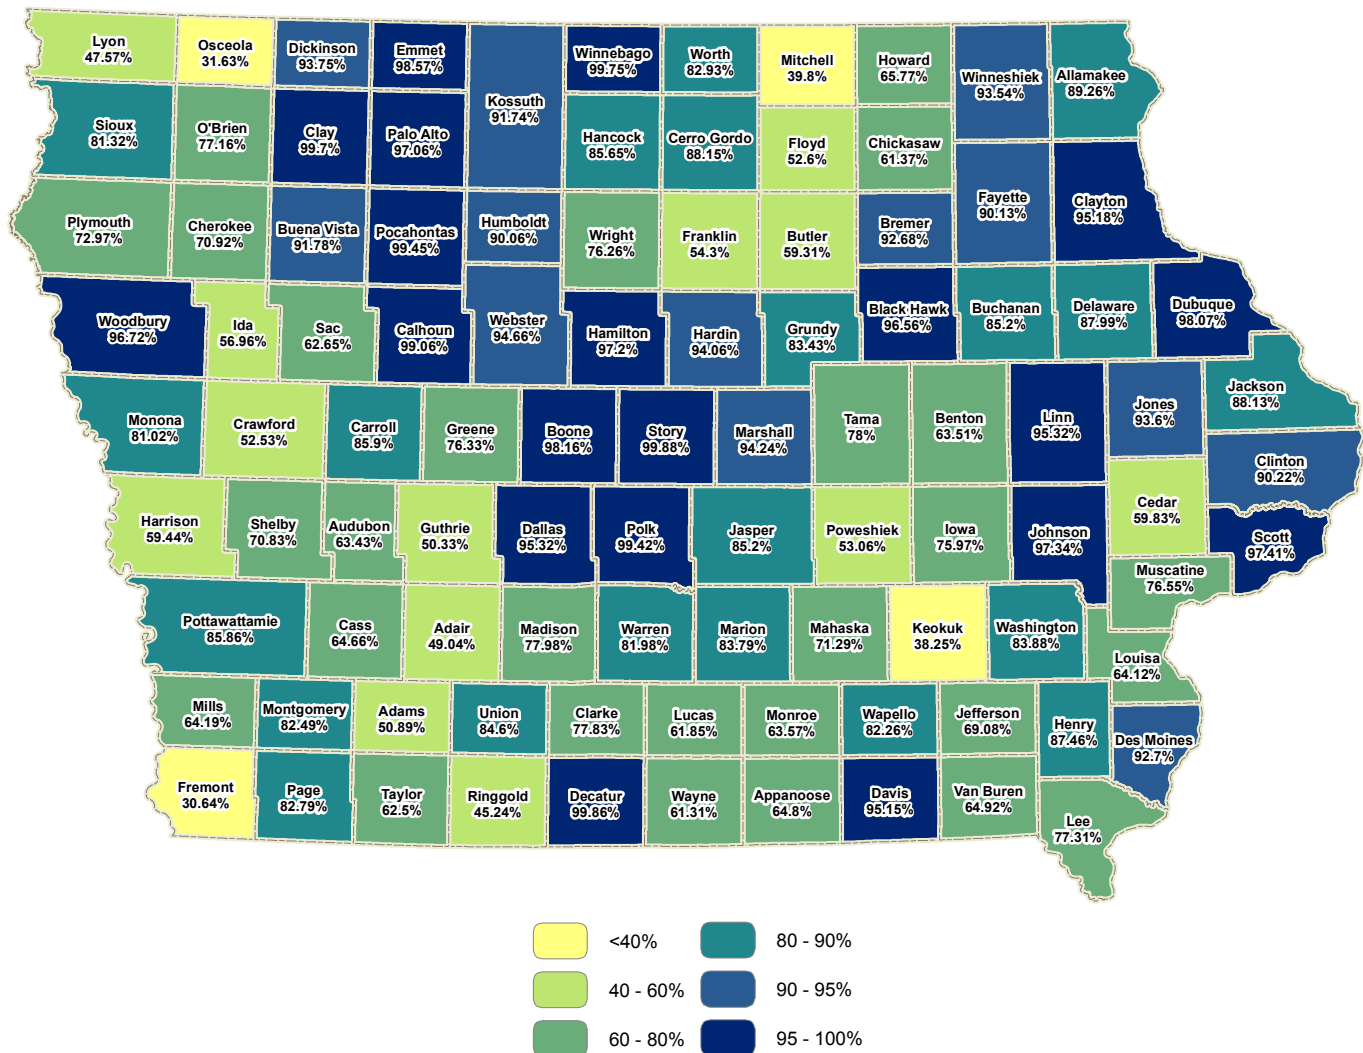 Lyon
47.57%
Osceola
31.63%
Dickinson
93.75%
Emmet
98.57%
Kossuth
91.74%
Winnebago
99.75%
Worth
82.93%
Mitchell
39.8%
Howard
65.77%
Winneshiek
93.54%
Allamakee
89.26%
Sioux
81.32%
O'Brien
77.16%
Clay
99.7%
Palo Alto
97.06%
Hancock
85.65%
Cerro Gordo
88.15%
Floyd
52.6%
Chickasaw
61.37%
Plymouth
72.97%
Cherokee
70.92%
Buena Vista
91.78%
Pocahontas
99.45%
Humboldt
90.06%
Wright
76.26%
Franklin
54.3%
Butler
59.31%
Bremer
92.68%
Fayette
90.13%
Clayton
95.18%
Woodbury
96.72%
Ida
56.96%
Sac
62.65%
Calhoun
99.06%
Webster
94.66%
Hamilton
97.2%
Hardin
94.06%
Grundy
83.43%
Black Hawk
96.56%
Buchanan
85.2%
Delaware
87.99%
Dubuque
98.07%
Monona
81.02%
Crawford
52.53%
Carroll
85.9%
Greene
76.33%
Boone
98.16%
Story
99.88%
Marshall
94.24%
Tama
78%
Benton
63.51%
Linn
95.32%
Jones
93.6%
Jackson
88.13%
Clinton
90.22%
Harrison
59.44%
Shelby
70.83%
Audubon
63.43%
Guthrie
50.33%
Dallas
95.32%
Polk
99.42%
Jasper
85.2%
Poweshiek
53.06%
Iowa
75.97%
Johnson
97.34%
Cedar
59.83%
Scott
97.41%
Muscatine
76.55%
Pottawattamie
85.86%
Cass
64.66%
Adair
49.04%
Madison
77.98%
Warren
81.98%
Marion
83.79%
Mahaska
71.29%
Keokuk
38.25%
Washington
83.88%
Louisa
64.12%
Mills
64.19%
Montgomery
82.49%
Adams
50.89%
Union
84.6%
Clarke
77.83%
Lucas
61.85%
Monroe
63.57%
Wapello
82.26%
Jefferson
69.08%
Henry
87.46%
Des Moines
92.7%
Fremont
30.64%
Page
82.79%
Taylor
62.5%
Ringgold
45.24%
Decatur
99.86%
Wayne
61.31%
Appanoose
64.8%
Davis
95.15%
Van Buren
64.92%
Lee
77.31%
<40%
80 - 90%
40 - 60%
90 - 95%
60 - 80%
95 - 100%